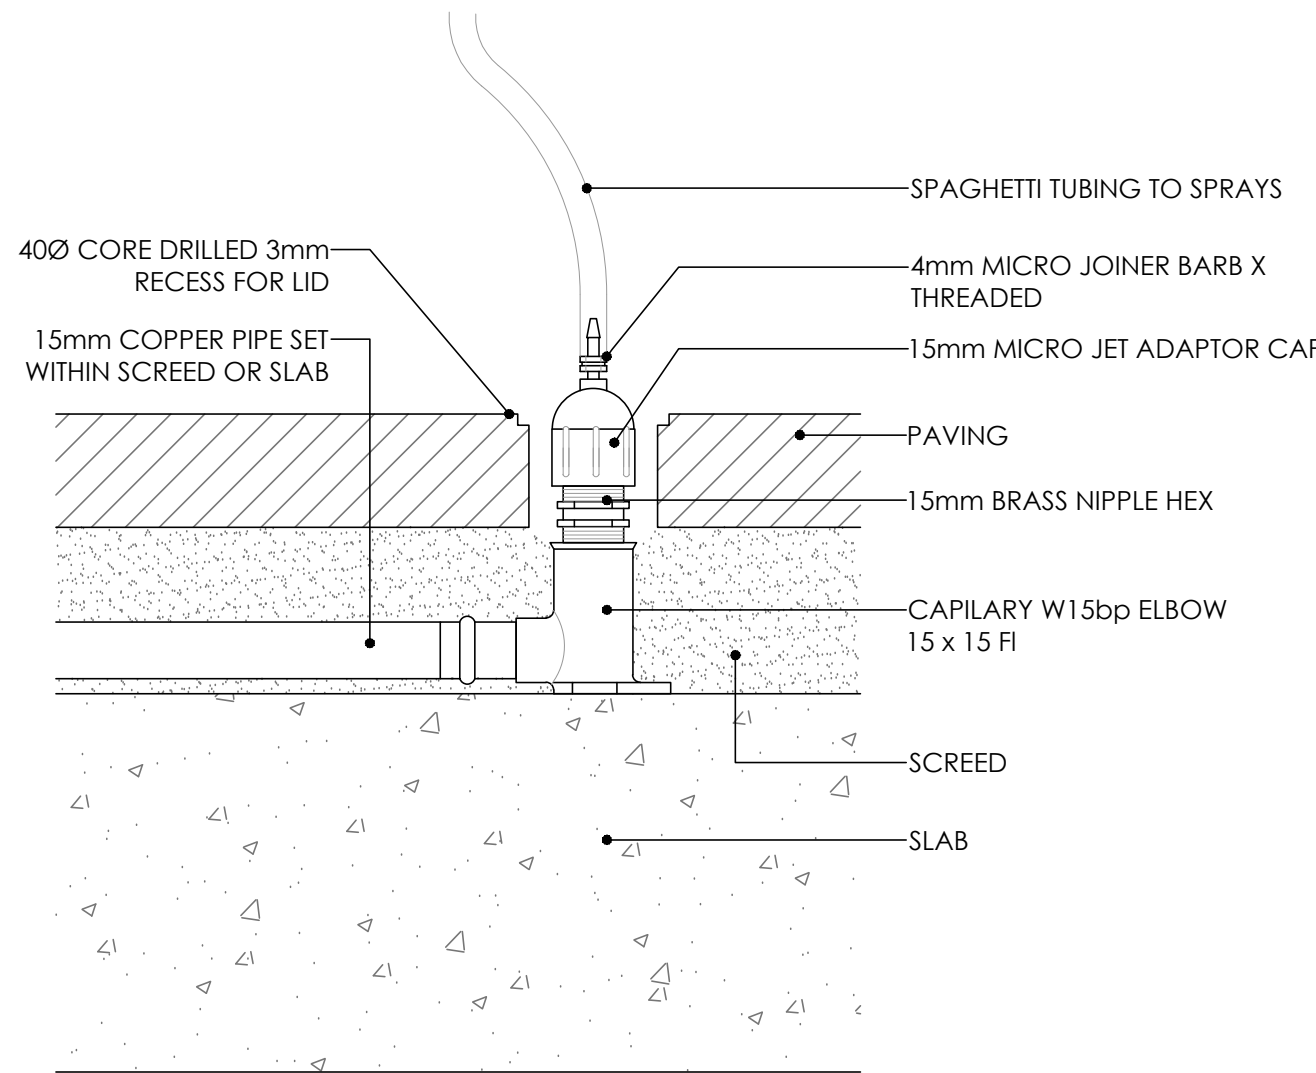 SPAGHETTI TUBING TO SPRAYS
40Ø CORE DRILLED 3mm
RECESS FOR LID
4mm MICRO JOINER BARB X
THREADED
15mm COPPER PIPE SET
WITHIN SCREED OR SLAB
15mm MICRO JET ADAPTOR
PAVING
15mm BRASS NIPPLE HEX
CAPILARY W15bp ELBOW
15 x 15 FI
SCREED
SLAB